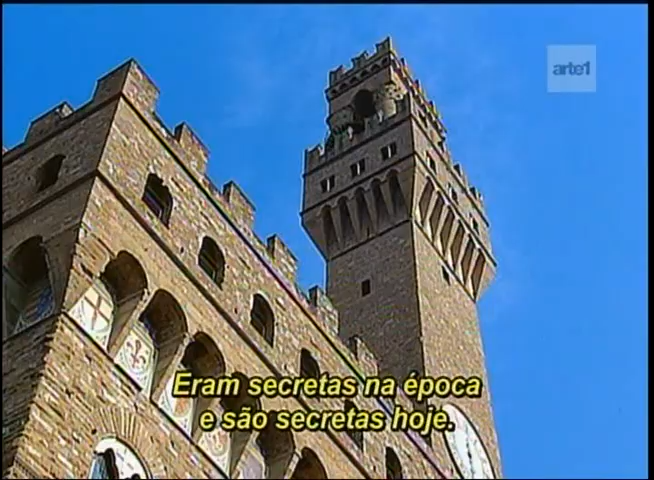 arte1
Eram secretas na época
e são secretas hoje.